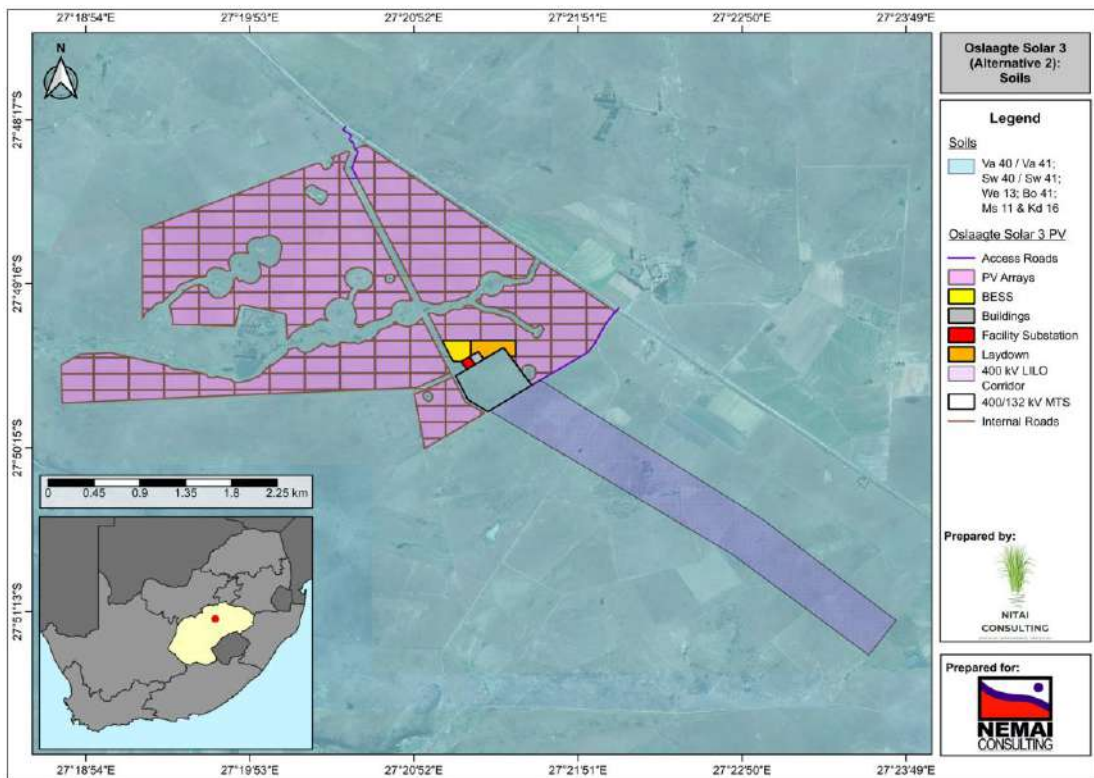 27°18'54"E 27°19'53"E 27°20'52"E 27°21'51"E 27°22'50"E 27°23'49"E
Oslaagte Solar 3
(Alternative 2):
Soils
N
27°48'17"S
27°49'16"S
27°50'15"S
27°51'13"S
Legend
Soils
Va 40 / Va 41;
Sw 40 / Sw 41;
We 13; Bo 41;
Ms 11 & Kd 16
Oslaagte Solar 3 PV
Access Roads
PV Arrays
BESS
Buildings
Facility Substation
Laydown
400 kV LILO
Corridor
400/132 kV MTS
Internal Roads
0 0.45 0.9 1.35 1.8 2.25 km
Prepared by:
NITAI
CONSULTING
Prepared for:
NEMAI
CONSULTING
27°18'54"E 27°19'53"E 27°20'52"E 27°21'51"E 27°22'50"E 27°23'49"E